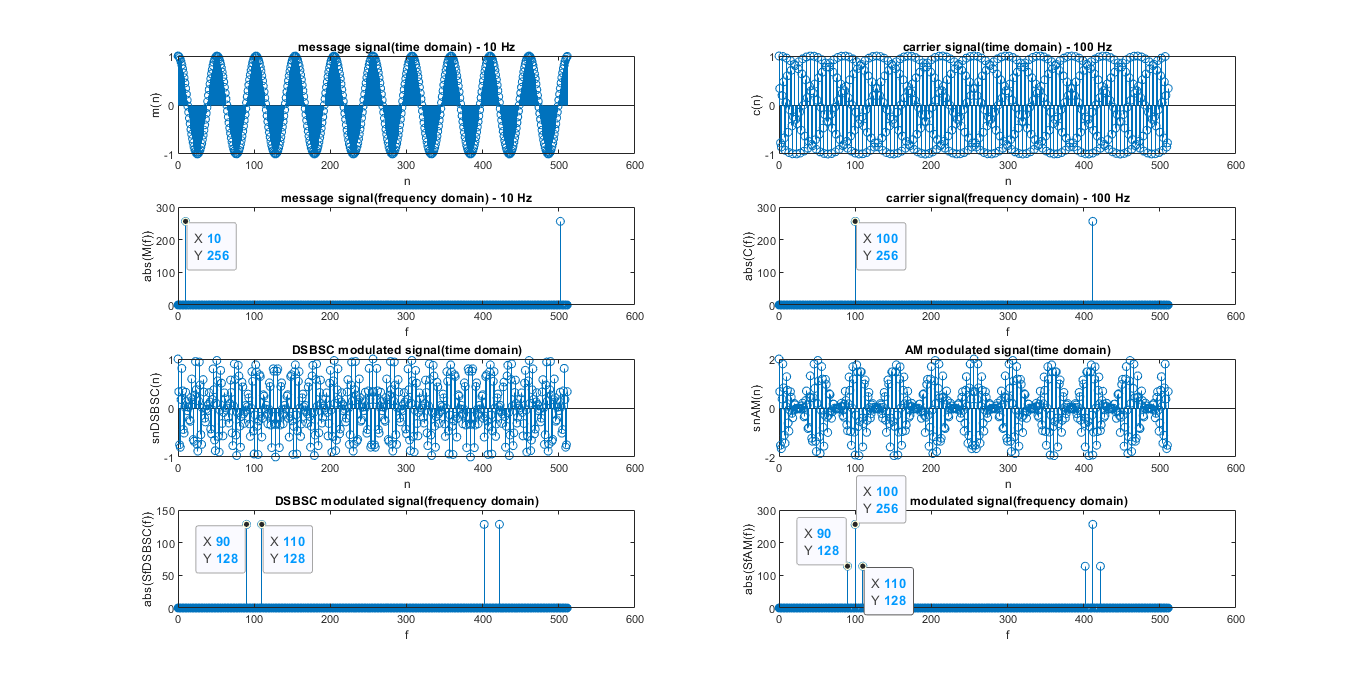 message signal(time domain) - 10 Hz
1
0
-1
m(n)
0 100 200 300 400 500 600
n
carrier signal(time domain) - 100 Hz
1
0
-1
c(n)
0 100 200 300 400 500 600
n
message signal(frequency domain) - 10 Hz
300
200
100
0
abs(M(f))
X 10
Y 256
0 100 200 300 400 500 600
f
carrier signal(frequency domain) - 100 Hz
300
200
100
0
abs(C(f))
X 100
Y 256
0 100 200 300 400 500 600
f
DSBSC modulated signal(time domain)
1
0
-1
snDSBSC(n)
0 100 200 300 400 500 600
n
AM modulated signal(time domain)
2
0
-2
snAM(n)
0 100 200 300 400 500 600
n
DSBSC modulated signal(frequency domain)
150
100
50
0
abs(SfDSBSC(f))
X 90
Y 128
X 110
Y 128
0 100 200 300 400 500 600
f
modulated signal(frequency domain)
300
200
100
0
abs(SfAM(f))
X 100
Y 256
X 90
Y 128
X 110
Y 128
0 100 200 300 400 500 600
f